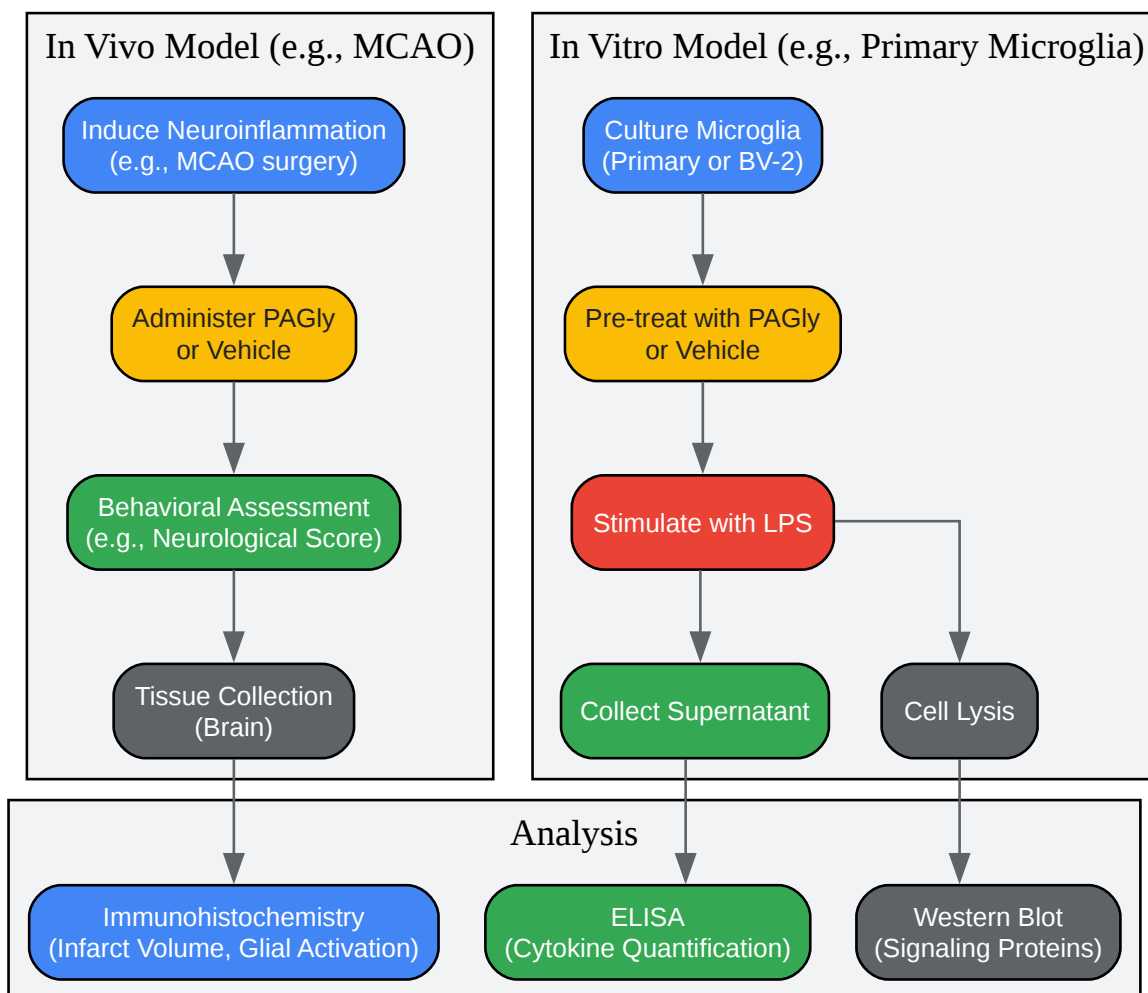 In Vivo Model (e.g., MCAO)
Induce Neuroinflammation
(e.g., MCAO surgery)
Administer PAGly
or Vehicle
Behavioral Assessment
(e.g., Neurological Score)
Tissue Collection
(Brain)
In Vitro Model (e.g., Primary Microglia)
Culture Microglia
(Primary or BV-2)
Pre-treat with PAGly
or Vehicle
Stimulate with LPS
Collect Supernatant
Cell Lysis
Analysis
Immunohistochemistry
(Infarct Volume, Glial Activation)
ELISA
(Cytokine Quantification)
Western Blot
(Signaling Proteins)